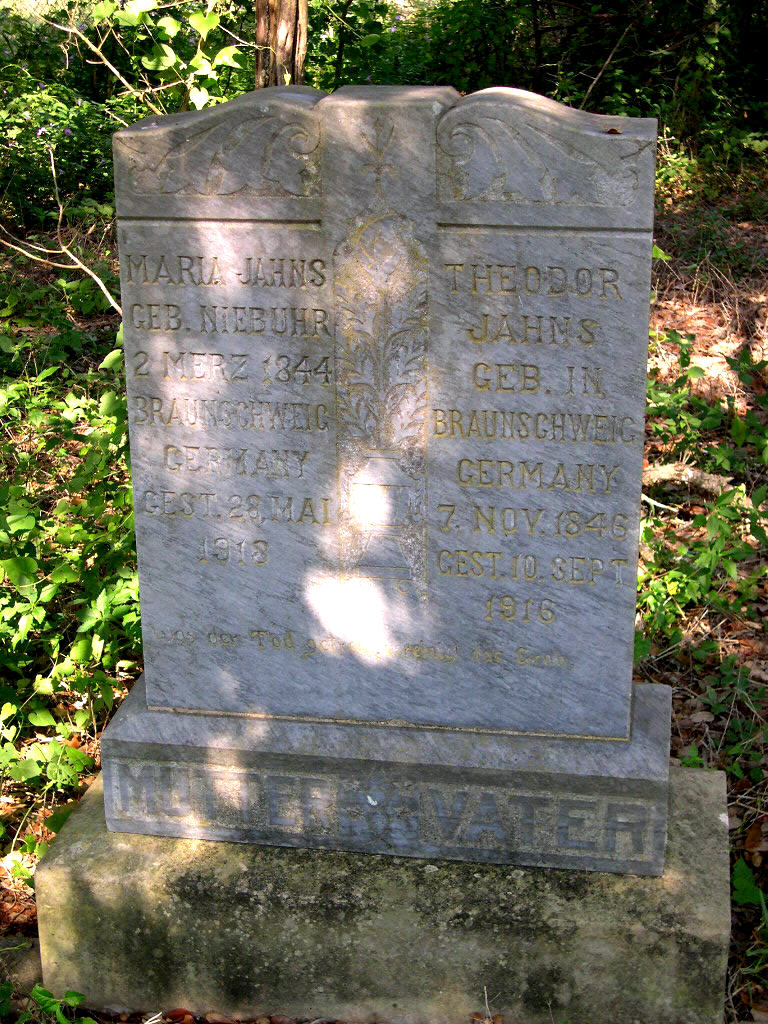 MARIA JAHNS
GEB. NIEBUHR
2 MERZ 1844
BRAUNSCHWEIG
GERMANY
GEST. 28, MAI
1913
THEODOR
JAHNS
GEB. IN,
BRAUNSCHWEIG
GERMANY
7. NOV. 1846
GEST. 10. SEPT
1916
der Tod
MUTTER VATER